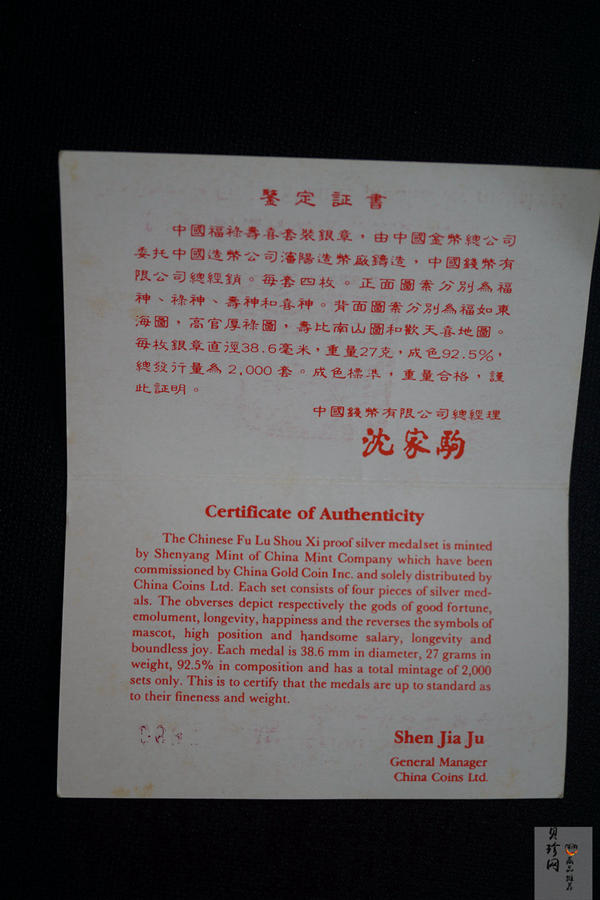 鑒定証書
中國福祿壽喜套裝銀章，由中國金幣總公司
委托中國造幣公司瀋陽造幣廠鑄造，中國錢幣有
限公司總經銷。每套四枚。正面圖案分別為福
神、祿神、壽神和喜神。背面圖案分別為福如東
海圖，高官厚祿圖，壽比南山圖和歡天喜地圖。
每枚銀章直徑38.6毫米，重量27克，成色92.5%，
總發行量為2,000套。成色標準，重量合格，謹
此証明。
中國錢幣有限公司總經理
沈家駒
Certificate of Authenticity
The Chinese Fu Lu Shou Xi proof silver medalset is minted
by Shenyang Mint of China Mint Company which have been
commissioned by China Gold Coin Inc. and solely distributed by
China Coins Ltd. Each set consists of four pieces of silver med-
als. The obverses depict respectively the gods of good fortune,
emolument, longevity, happiness and the reverses the symbols of
mascot, high position and handsome salary, longevity and
boundless joy. Each medal is 38.6 mm in diameter, 27 grams in
weight, 92.5% in composition and has a total mintage of 2,000
sets only. This is to certify that the medals are up to standard as
to their fineness and weight.
Shen Jia Ju
General Manager
China Coins Ltd.
贝珍网